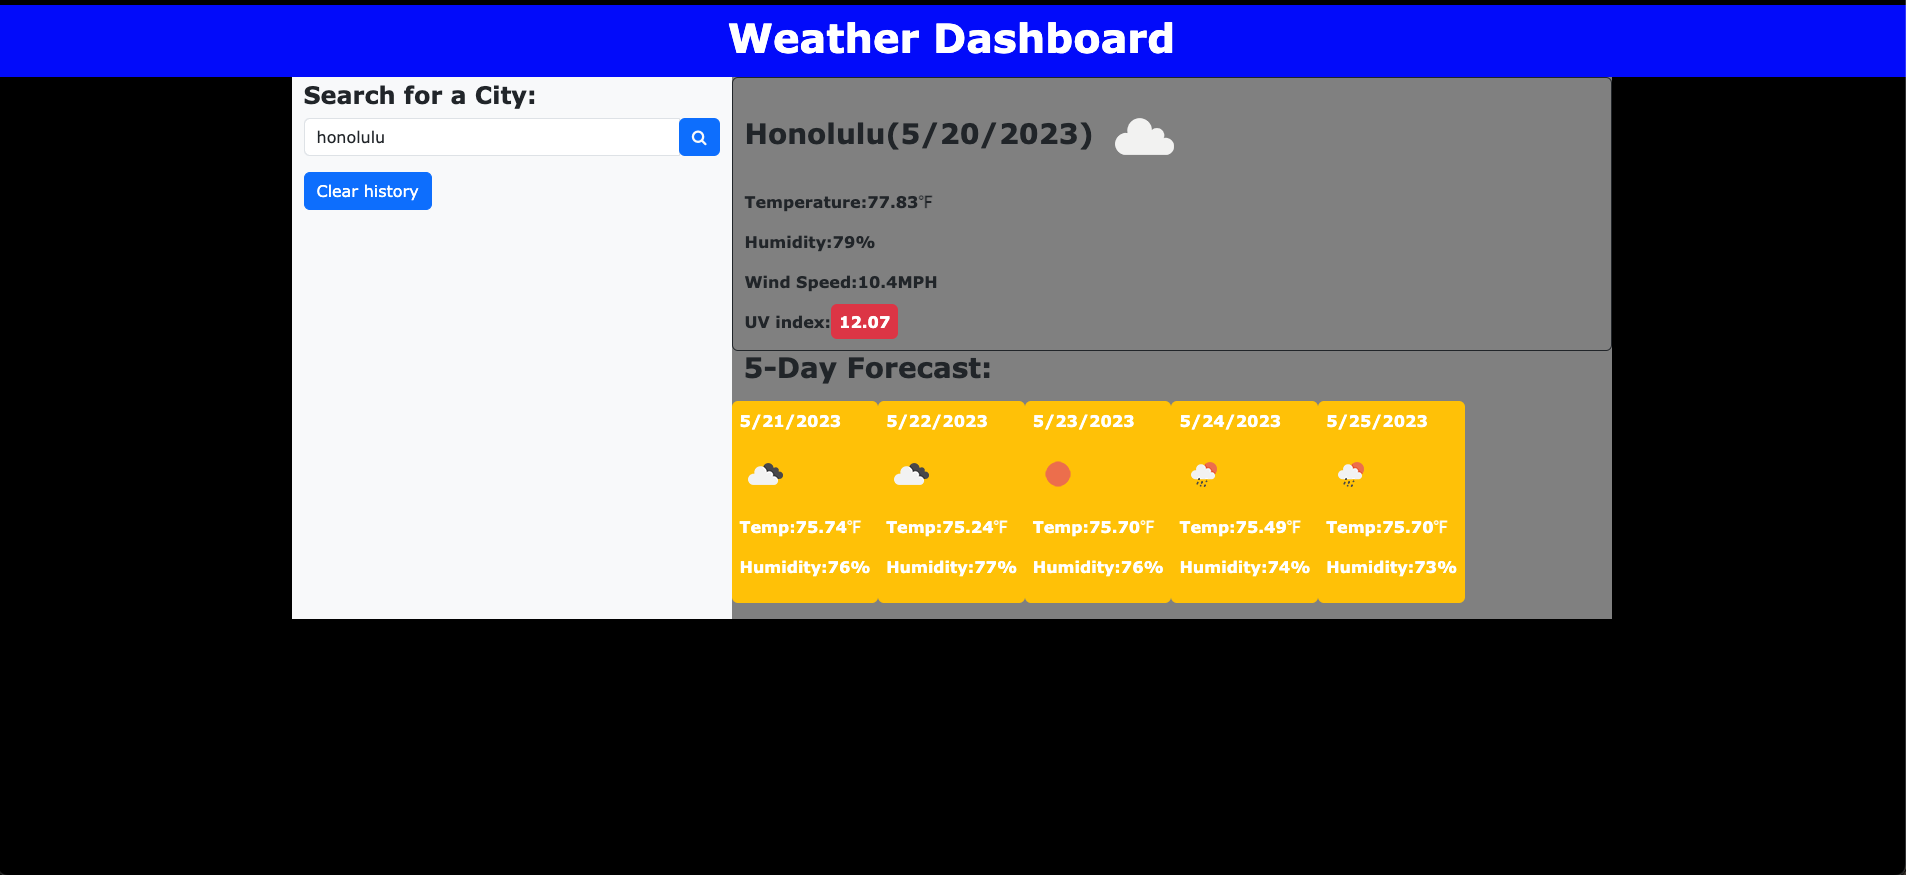 Weather Dashboard
Search for a City:
honolulu
Clear history
Honolulu(5/20/2023)
Temperature:77.83℉
Humidity:79%
Wind Speed:10.4MPH
UV index:12.07
5-Day Forecast:
5/21/2023 5/22/2023 5/23/2023 5/24/2023 5/25/2023
Temp:75.74℉ Temp:75.24℉ Temp:75.70℉ Temp:75.49℉ Temp:75.70℉
Humidity:76% Humidity:77% Humidity:76% Humidity:74% Humidity:73%